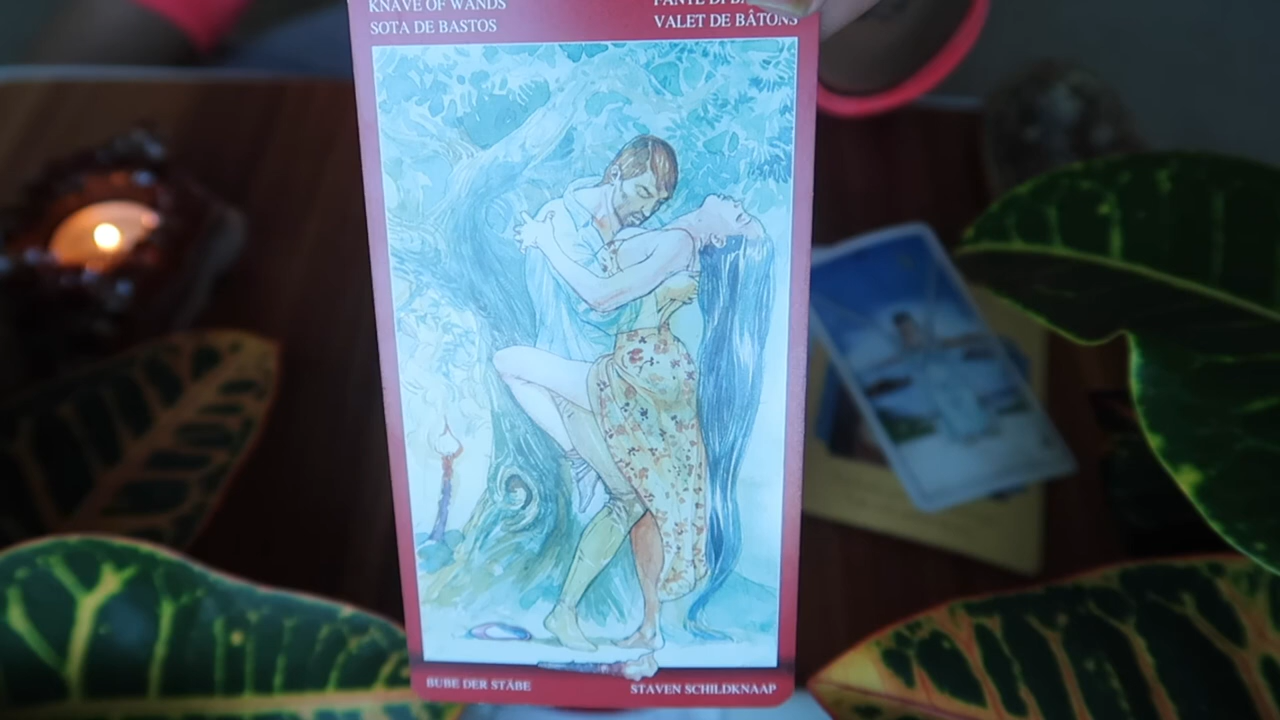 KNAVE OF WANDS
SOTA DE BASTOS
VALET DE BÂTONS
BUBE DER STÄBE
STAVEN SCHILDKNAAP